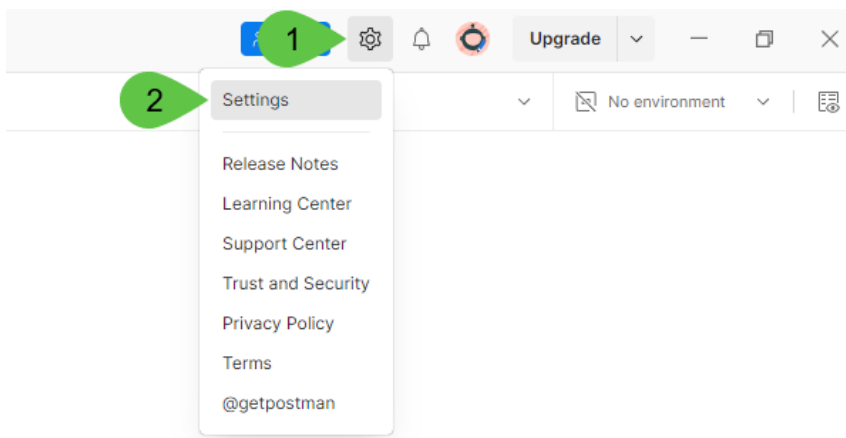 1
Upgrade
2
Settings
No environment
Release Notes
Learning Center
Support Center
Trust and Security
Privacy Policy
Terms
@getpostman